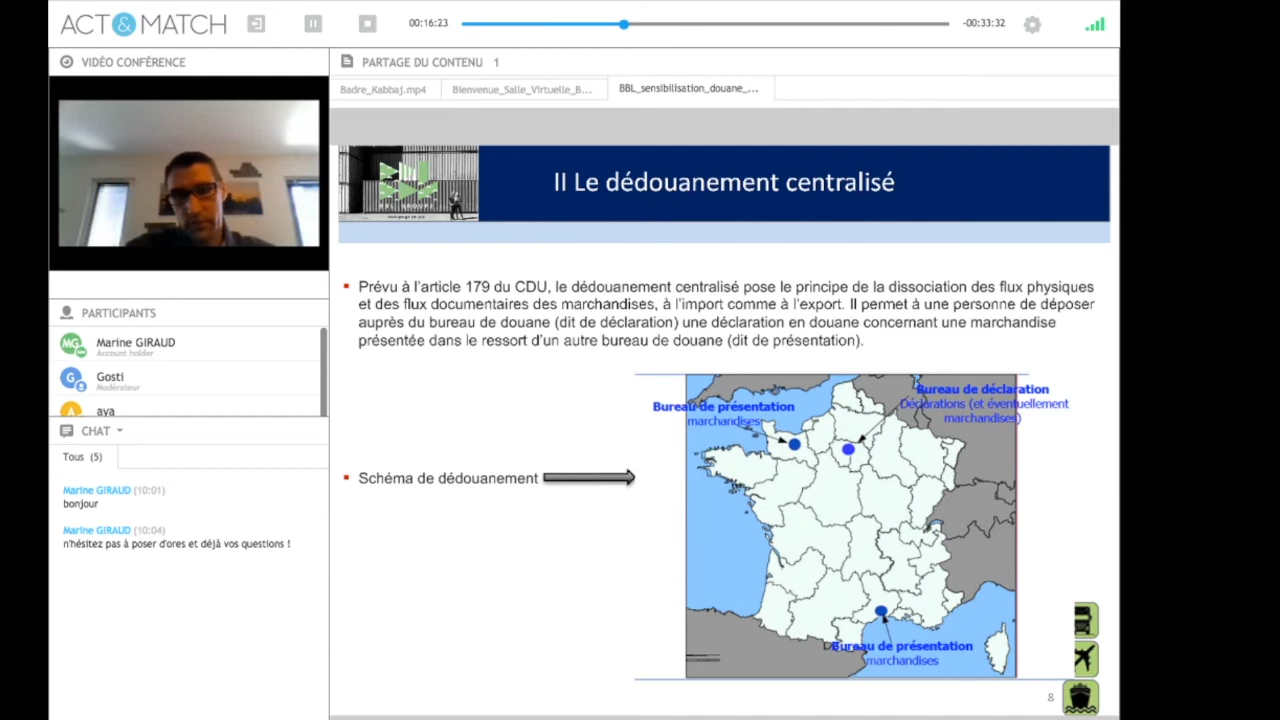 ACT & MATCH
00:16:23
-00:33:32
VIDÉO CONFÉRENCE
PARTAGE DU CONTENU 1
Badre_Kabbaj.mp4
Bienvenue_Salle_Virtuelle_B...
BBL_sensibilisation_douane_...
II Le dédouanement centralisé
Prévu à l'article 179 du CDU, le dédouanement centralisé pose le principe de la dissociation des flux physiques
et des flux documentaires des marchandises, à l'import comme à l'export. Il permet à une personne de déposer
auprès du bureau de douane (dit de déclaration) une déclaration en douane concernant une marchandise
présentée dans le ressort d'un autre bureau de douane (dit de présentation).
PARTICIPANTS
MG
Marine GIRAUD
Account holder
G
Gosti
Modérateur
aya
CHAT
Tous (5)
Marine GIRAUD (10:01)
bonjour
Marine GIRAUD (10:04)
n'hésitez pas à poser d'ores et déjà vos questions !
Schéma de dédouanement
Bureau de présentation
marchandises
Bureau de déclaration
Déclarations (et éventuellement
marchandises)
Bureau de présentation
marchandises
8